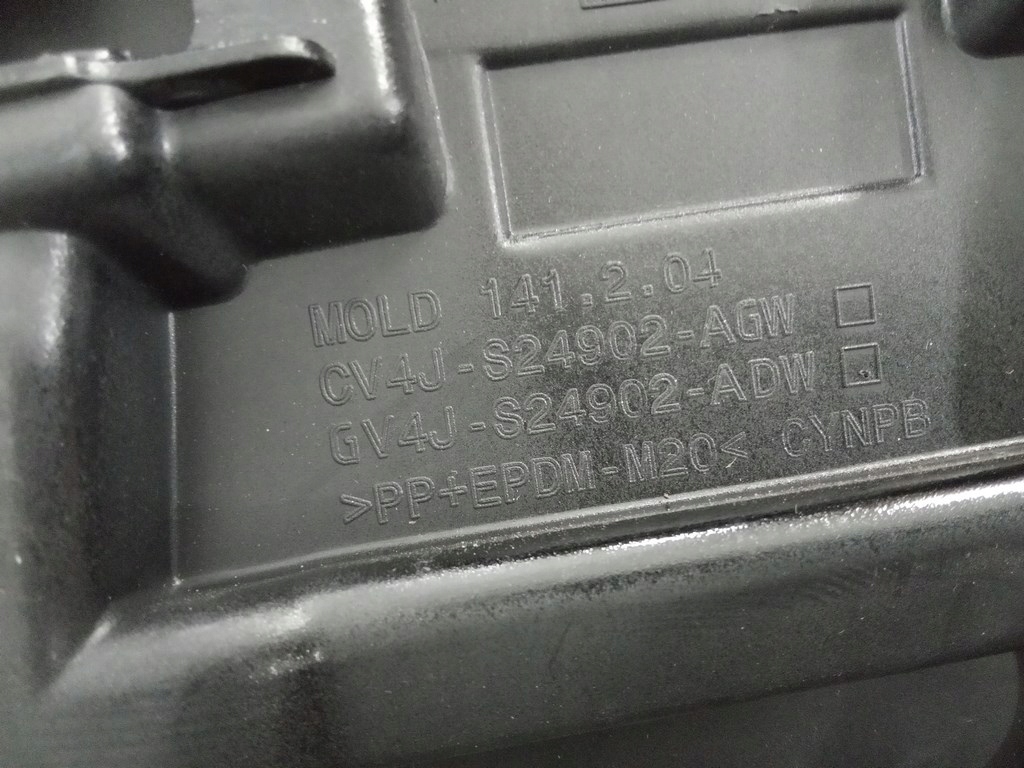 MOLD 141.2.04
CV4J-S24902-AGW □
GV4J-S24902-ADW □
>PP+EPDM-M20< CYNPB